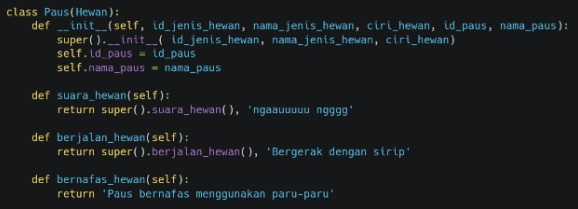 class Paus(Hewan):
    def __init__(self, id_jenis_hewan, nama_jenis_hewan, ciri_hewan, id_paus, nama_paus):
        super().__init__( id_jenis_hewan, nama_jenis_hewan, ciri_hewan)
        self.id_paus = id_paus
        self.nama_paus = nama_paus

    def suara_hewan(self):
        return super().suara_hewan(), 'ngaauuuuu ngggg'

    def berjalan_hewan(self):
        return super().berjalan_hewan(), 'Bergerak dengan sirip'

    def bernafas_hewan(self):
        return 'Paus bernafas menggunakan paru-paru'